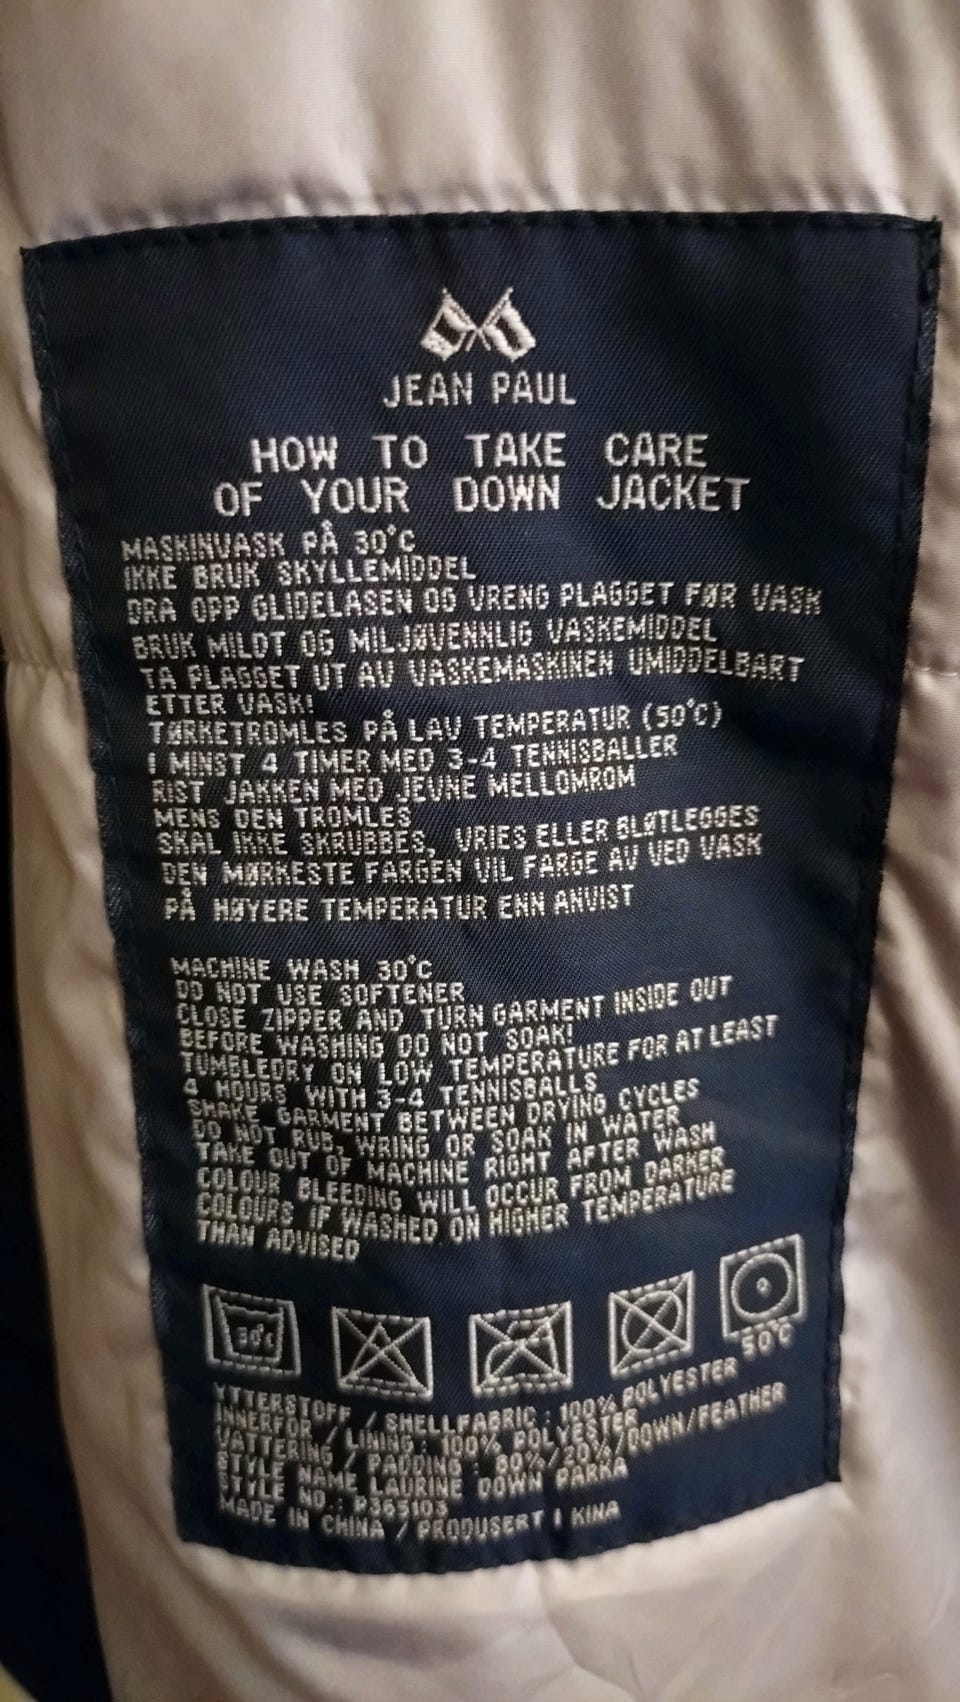 JEAN PAUL
HOW TO TAKE CARE
OF YOUR DOWN JACKET
MASKINVASK PÅ 30°C
IKKE BRUK SKYLLEMIDDEL
DRA OPP GLIDELÅSEN OG VRENG PLAGGET FØR VASK
BRUK MILDT OG MILJØVENNLIG VASKEMIDDEL
TA PLAGGET UT AV VASKEMASKINEN UMIDDELBART
ETTER VASK!
TØRKETROMLES PÅ LAV TEMPERATUR (50°C)
I MINST 4 TIMER MED 3-4 TENNISBALLER
RIST JAKKEN MED JEVNE MELLOMROM
MENS DEN TROMLES
SKAL IKKE SKRUBBES, VRIES ELLER BLØTLEGGES
DEN MØRKESTE FARGEN VIL FARGE AV VED VASK
PÅ HØYERE TEMPERATUR ENN ANVIST
MACHINE WASH 30°C
DO NOT USE SOFTENER
CLOSE ZIPPER AND TURN GARMENT INSIDE OUT
BEFORE WASHING DO NOT SOAK!
TUMBLEDRY ON LOW TEMPERATURE FOR AT LEAST
4 HOURS WITH 3-4 TENNISBALLS
SHAKE GARMENT BETWEEN DRYING CYCLES
DO NOT RUB, WRING OR SOAK IN WATER
TAKE OUT OF MACHINE RIGHT AFTER WASH
COLOUR BLEEDING WILL OCCUR FROM DARKER
COLOURS IF WASHED ON HIGHER TEMPERATURE
THAN ADVISED
30°C
50°C
YTTERSTOFF / SHELLFABRIC: 100% POLYESTER
INNERFOR / LINING: 100% POLYESTER
VATTERING / PADDING: 80%/20%/DOWN/FEATHER
STYLE NAME LAURINE DOWN PARKA
STYLE NO.: P365103
MADE IN CHINA / PRODUSERT I KINA